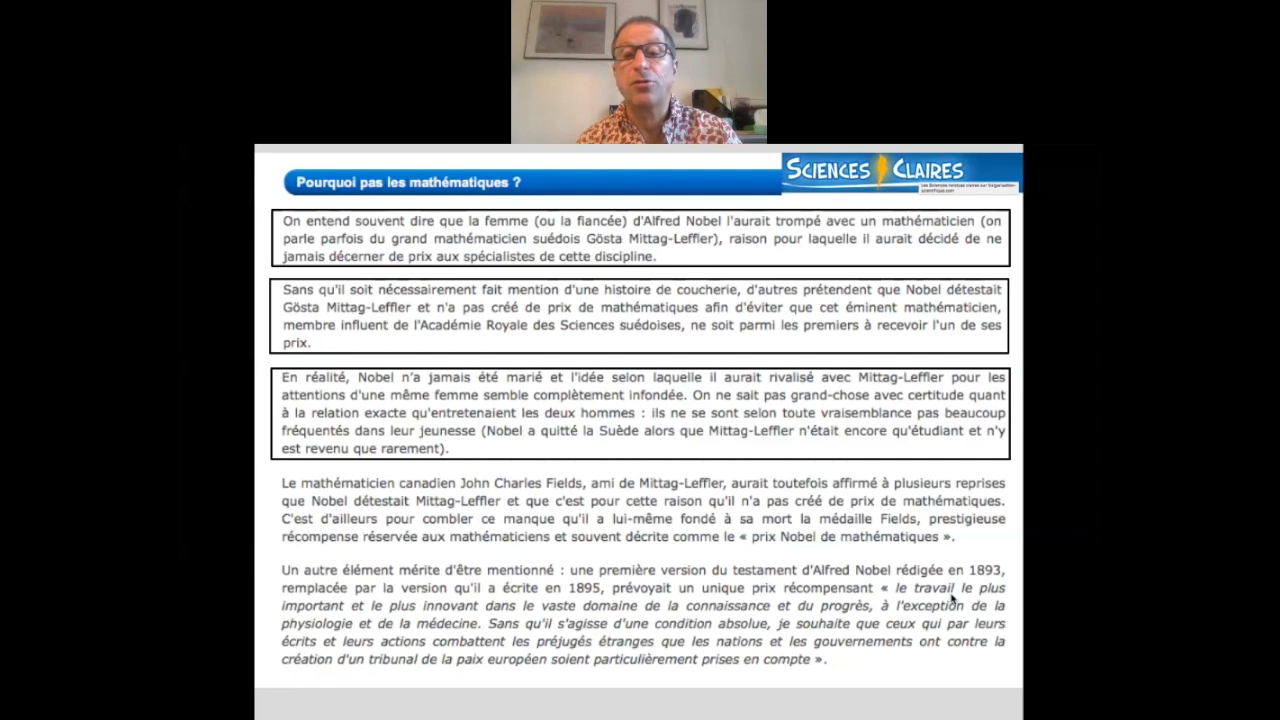 Pourquoi pas les mathématiques ?
SCIENCES CLAIRES
Les Sciences rendues claires sur Vulgarisation-
scientifique.com
On entend souvent dire que la femme (ou la fiancée) d'Alfred Nobel l'aurait trompé avec un mathématicien (on
parle parfois du grand mathématicien suédois Gösta Mittag-Leffler), raison pour laquelle il aurait décidé de ne
jamais décerner de prix aux spécialistes de cette discipline.
Sans qu'il soit nécessairement fait mention d'une histoire de coucherie, d'autres prétendent que Nobel détestait
Gösta Mittag-Leffler et n'a pas créé de prix de mathématiques afin d'éviter que cet éminent mathématicien,
membre influent de l'Académie Royale des Sciences suédoises, ne soit parmi les premiers à recevoir l'un de ses
prix.
En réalité, Nobel n'a jamais été marié et l'idée selon laquelle il aurait rivalisé avec Mittag-Leffler pour les
attentions d'une même femme semble complètement infondée. On ne sait pas grand-chose avec certitude quant
à la relation exacte qu'entretenaient les deux hommes : ils ne se sont selon toute vraisemblance pas beaucoup
fréquentés dans leur jeunesse (Nobel a quitté la Suède alors que Mittag-Leffler n'était encore qu'étudiant et n'y
est revenu que rarement).
Le mathématicien canadien John Charles Fields, ami de Mittag-Leffler, aurait toutefois affirmé à plusieurs reprises
que Nobel détestait Mittag-Leffler et que c'est pour cette raison qu'il n'a pas créé de prix de mathématiques.
C'est d'ailleurs pour combler ce manque qu'il a lui-même fondé à sa mort la médaille Fields, prestigieuse
récompense réservée aux mathématiciens et souvent décrite comme le « prix Nobel de mathématiques ».
Un autre élément mérite d'être mentionné : une première version du testament d'Alfred Nobel rédigée en 1893,
remplacée par la version qu'il a écrite en 1895, prévoyait un unique prix récompensant « le travail le plus
important et le plus innovant dans le vaste domaine de la connaissance et du progrès, à l'exception de la
physiologie et de la médecine. Sans qu'il s'agisse d'une condition absolue, je souhaite que ceux qui par leurs
écrits et leurs actions combattent les préjugés étranges que les nations et les gouvernements ont contre la
création d'un tribunal de la paix européen soient particulièrement prises en compte ».